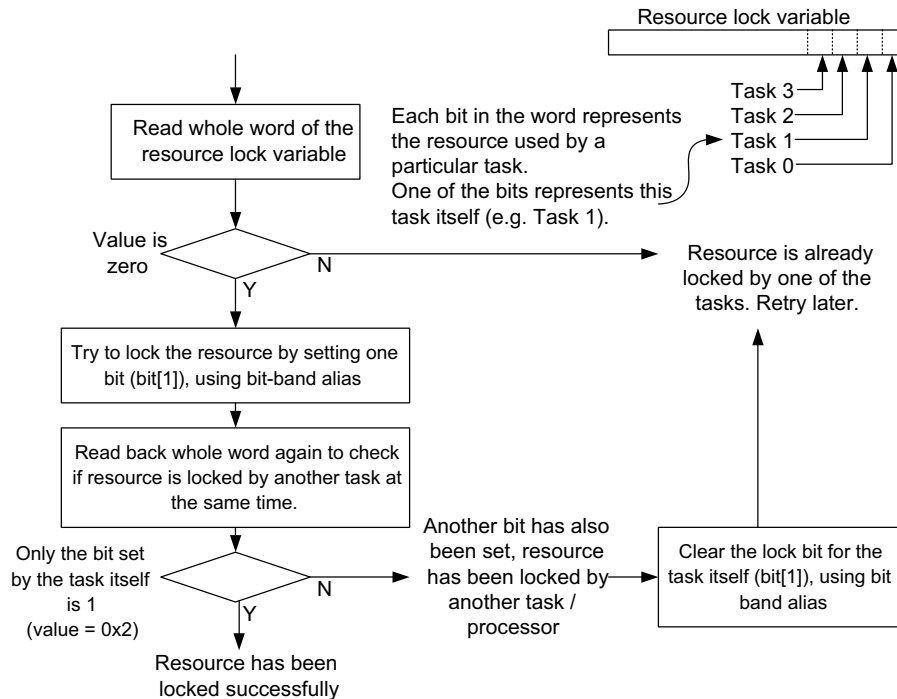 Resource lock variable
Task 3
Task 2
Task 1
Task 0
Each bit in the word represents
the resource used by a
particular task.
One of the bits represents this
task itself (e.g. Task 1).
Read whole word of the
resource lock variable
Value is
zero
N
Y
Resource is already
locked by one of the
tasks. Retry later.
Try to lock the resource by setting one
bit (bit[1]), using bit-band alias
Read back whole word again to check
if resource is locked by another task at
the same time.
Only the bit set
by the task itself
is 1
(value = 0x2)
N
Y
Another bit has also
been set, resource
has been locked by
another task /
processor
Clear the lock bit for the
task itself (bit[1]), using bit
band alias
Resource has been
locked successfully